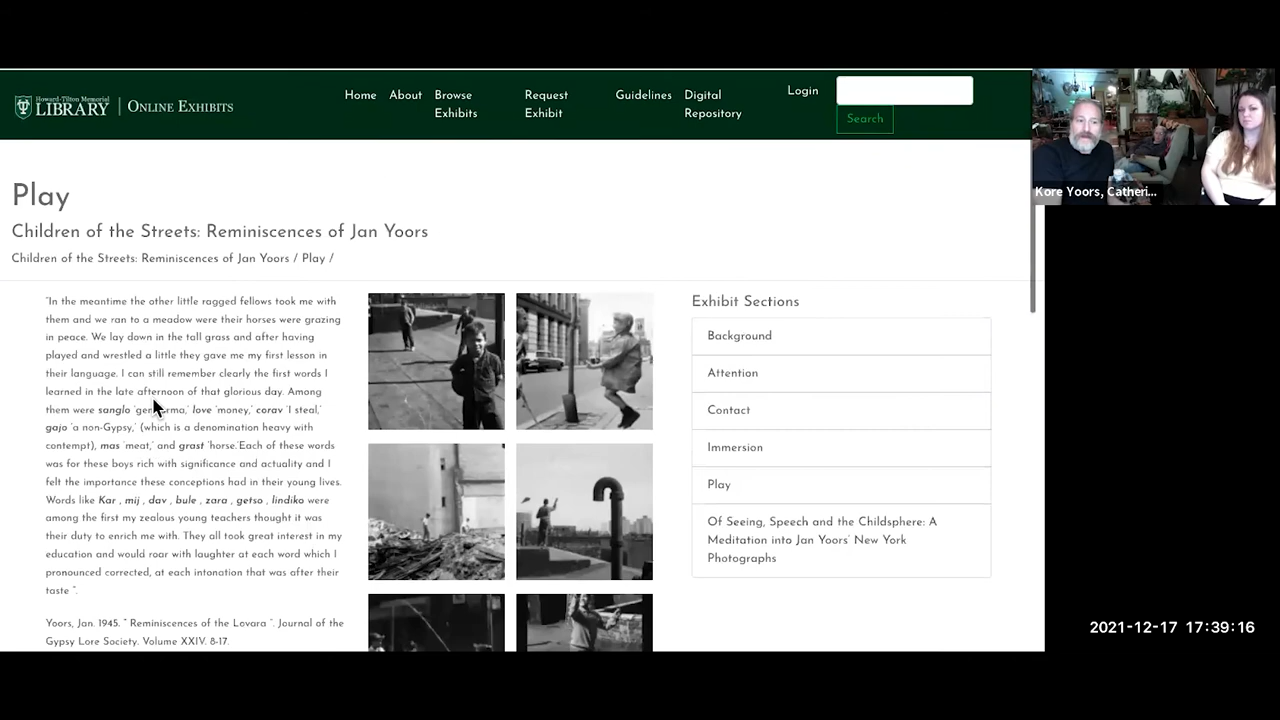 Howard-Tilton Memorial
LIBRARY
ONLINE EXHIBITS
Home
About
Browse
Exhibits
Request
Exhibit
Guidelines
Digital
Repository
Login
Search
Kore Yoors, Catheri...
Play
Children of the Streets: Reminiscences of Jan Yoors
Children of the Streets: Reminiscences of Jan Yoors / Play /
"In the meantime the other little ragged fellows took me with
them and we ran to a meadow were their horses were grazing
in peace. We lay down in the tall grass and after having
played and wrestled a little they gave me my first lesson in
their language. I can still remember clearly the first words I
learned in the late afternoon of that glorious day. Among
them were sanglo love 'money,' corav 'I steal,'
gajo 'a non-Gypsy,' (which is a denomination heavy with
contempt), mas 'meat,' and grast 'horse.'Each of these words
was for these boys rich with significance and actuality and I
felt the importance these conceptions had in their young lives.
Words like Kar , mij , dav , bule , zara , getso , lindiko were
among the first my zealous young teachers thought it was
their duty to enrich me with. They all took great interest in my
education and would roar with laughter at each word which I
pronounced corrected, at each intonation that was after their
taste ".
Yoors, Jan. 1945. " Reminiscences of the Lovara ". Journal of the
Gypsy Lore Society. Volume XXIV. 8-17.
Exhibit Sections
Background
Attention
Contact
Immersion
Play
Of Seeing, Speech and the Childsphere: A
Meditation into Jan Yoors' New York
Photographs
2021-12-17 17:39:16